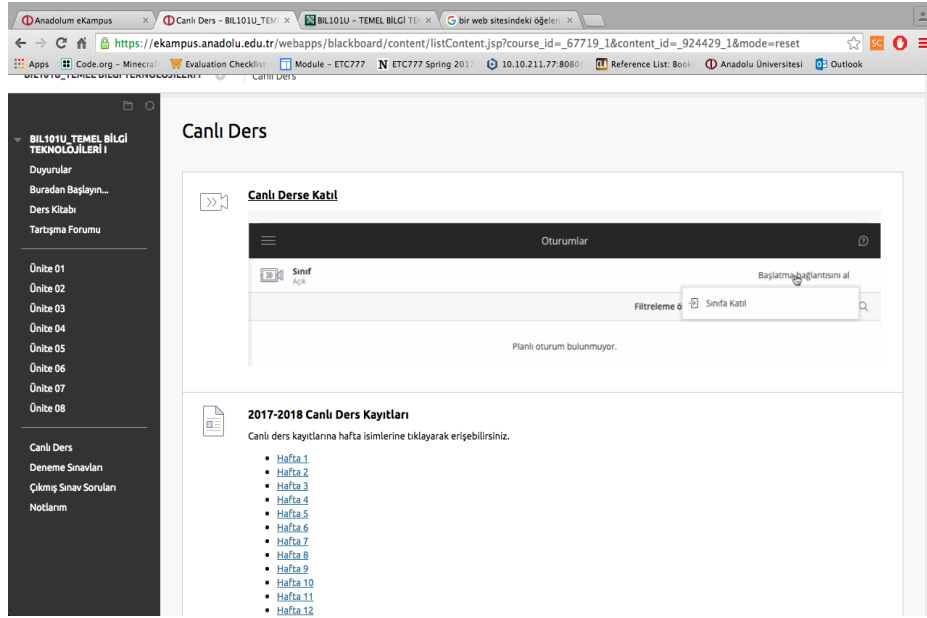 Anadolum eKampus
Canlı Ders – BIL101U_TEM
BIL101U – TEMEL BİLGİ TEK
bir web sitesindeki öğeleri
https://ekampus.anadolu.edu.tr/webapps/blackboard/content/listContent.jsp?course_id=_67719_1&content_id=_924429_1&mode=reset
Apps
Code.org – Minecraf
Evaluation Checklist
Module – ETC777
ETC777 Spring 2017
10.10.211.77:8080/
Reference List: Book
Anadolu Üniversitesi
Outlook
BIL101U_TEMEL BİLGİ TEKNOLOJİLERİ I
Canlı Ders
BIL101U_TEMEL BİLGİ
TEKNOLOJİLERİ I
Duyurular
Buradan Başlayın...
Ders Kitabı
Tartışma Forumu
Ünite 01
Ünite 02
Ünite 03
Ünite 04
Ünite 05
Ünite 06
Ünite 07
Ünite 08
Canlı Ders
Deneme Sınavları
Çıkmış Sınav Soruları
Notlarım
Canlı Ders
Canlı Derse Katıl
Oturumlar
Sınıf
Açık
Başlatma bağlantısını al
Filtreleme ö
Sınıfa Katıl
Planlı oturum bulunmuyor.
2017-2018 Canlı Ders Kayıtları
Canlı ders kayıtlarına hafta isimlerine tıklayarak erişebilirsiniz.
Hafta 1
Hafta 2
Hafta 3
Hafta 4
Hafta 5
Hafta 6
Hafta 7
Hafta 8
Hafta 9
Hafta 10
Hafta 11
Hafta 12